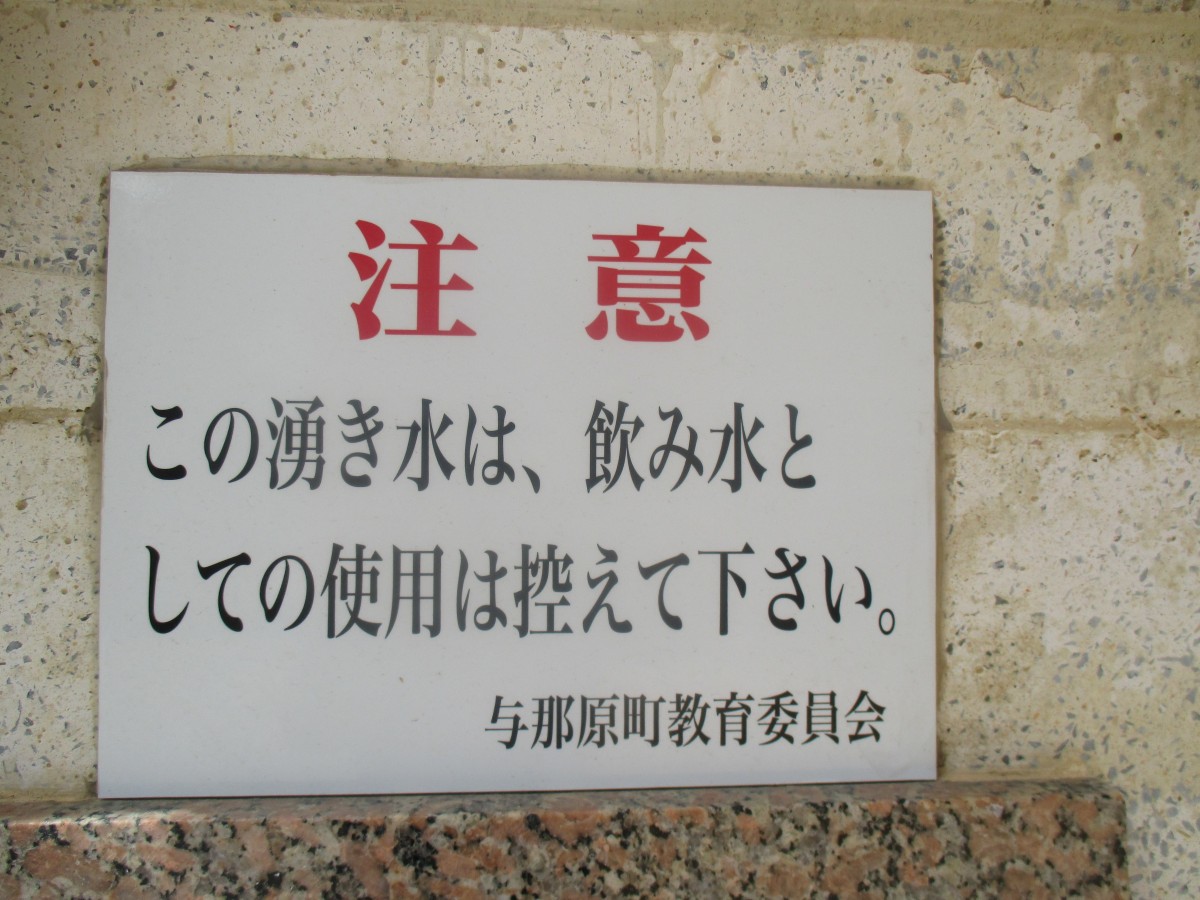 注意
この湧き水は、飲み水と
しての使用は控えて下さい。
与那原町教育委員会